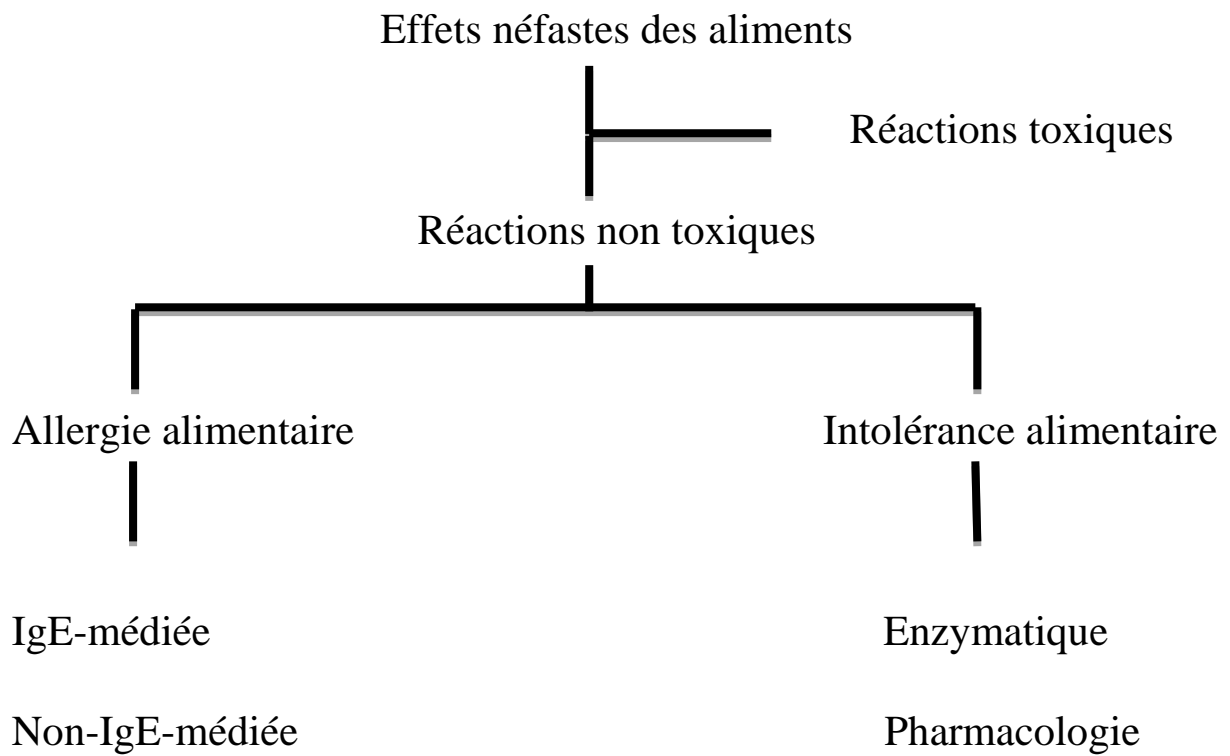 Effets néfastes des aliments
Réactions toxiques
Réactions non toxiques
Allergie alimentaire
Intolérance alimentaire
IgE-médiée
Enzymatique
Non-IgE-médiée
Pharmacologie